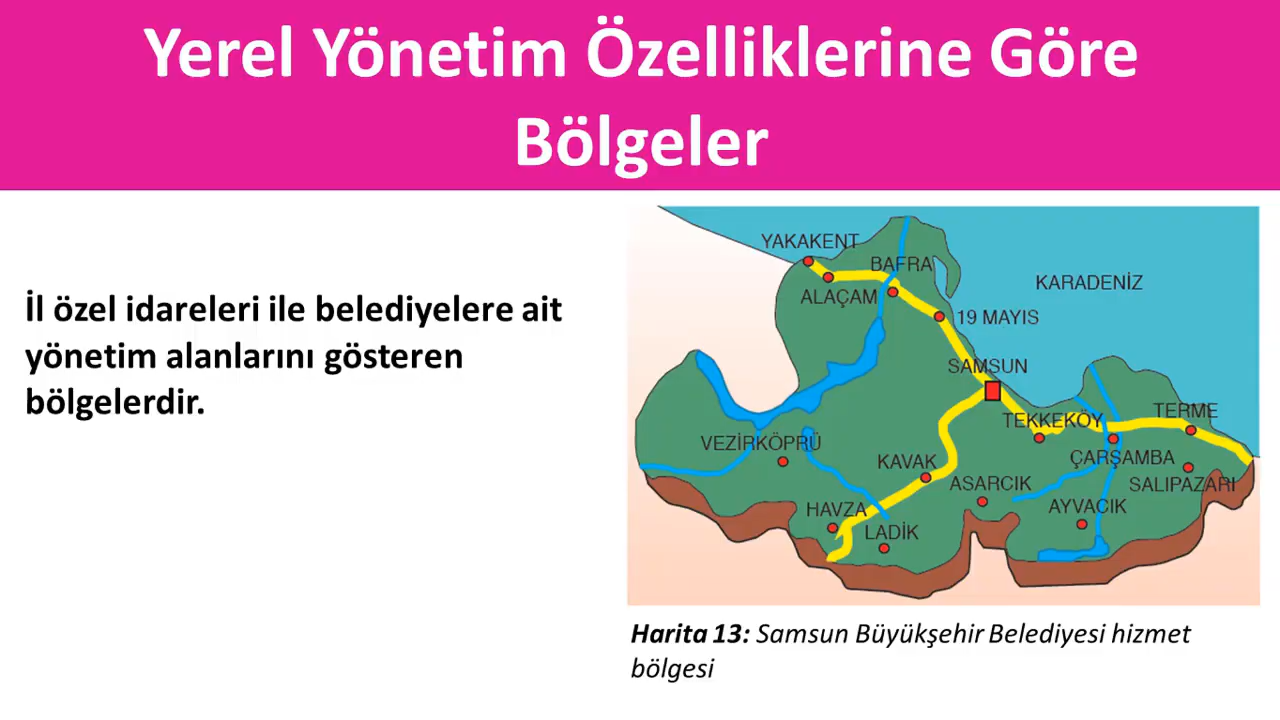 Yerel Yönetim Özelliklerine Göre
Bölgeler
İl özel idareleri ile belediyelere ait
yönetim alanlarını gösteren
bölgelerdir.
YAKAKENT
BAFRA
ALAÇAM
KARADENİZ
19 MAYIS
SAMSUN
TEKKEKÖY
TERME
VEZİRKÖPRÜ
KAVAK
ÇARŞAMBA
ASARCIK
SALIPAZARI
HAVZA
AYVACIK
LADİK
Harita 13: Samsun Büyükşehir Belediyesi hizmet
bölgesi